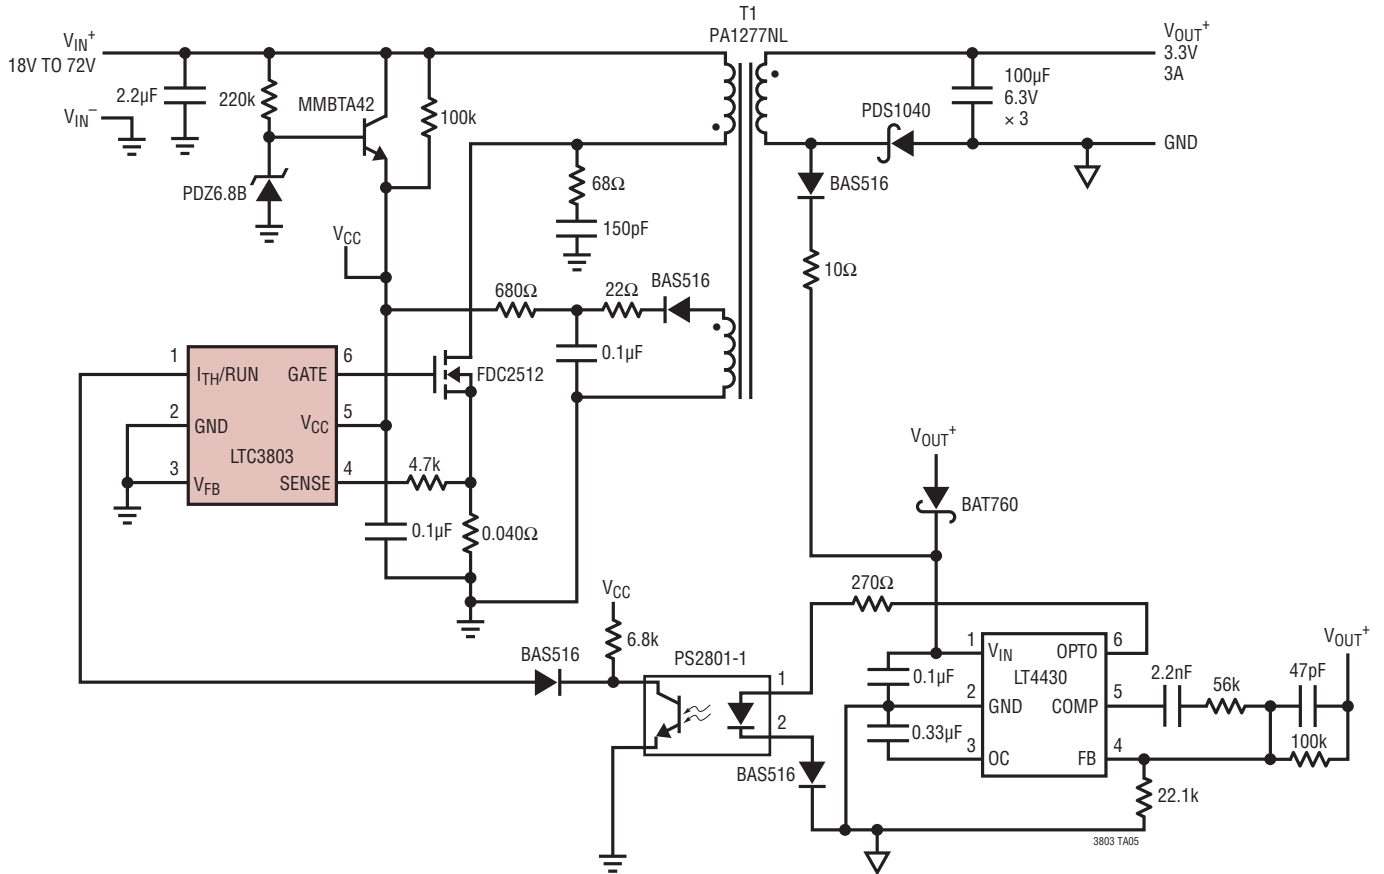 T1
PA1277NL
VIN+
18V TO 72V
VIN–
2.2µF
220k
MMBTA42
100k
PDZ6.8B
VCC
68Ω
150pF
680Ω
22Ω
BAS516
0.1µF
VOUT+
3.3V
3A
100µF
6.3V
× 3
PDS1040
GND
BAS516
10Ω
1
ITH/RUN
GATE
6
FDC2512
2
GND
VCC
5
LTC3803
3
VFB
SENSE
4
4.7k
0.1µF
0.040Ω
VOUT+
BAT760
VCC
6.8k
BAS516
PS2801-1
1
2
BAS516
270Ω
1
VIN
OPTO
6
LT4430
2
GND
COMP
5
3
OC
FB
4
0.1µF
0.33µF
2.2nF
56k
47pF
VOUT+
100k
22.1k
3803 TA05